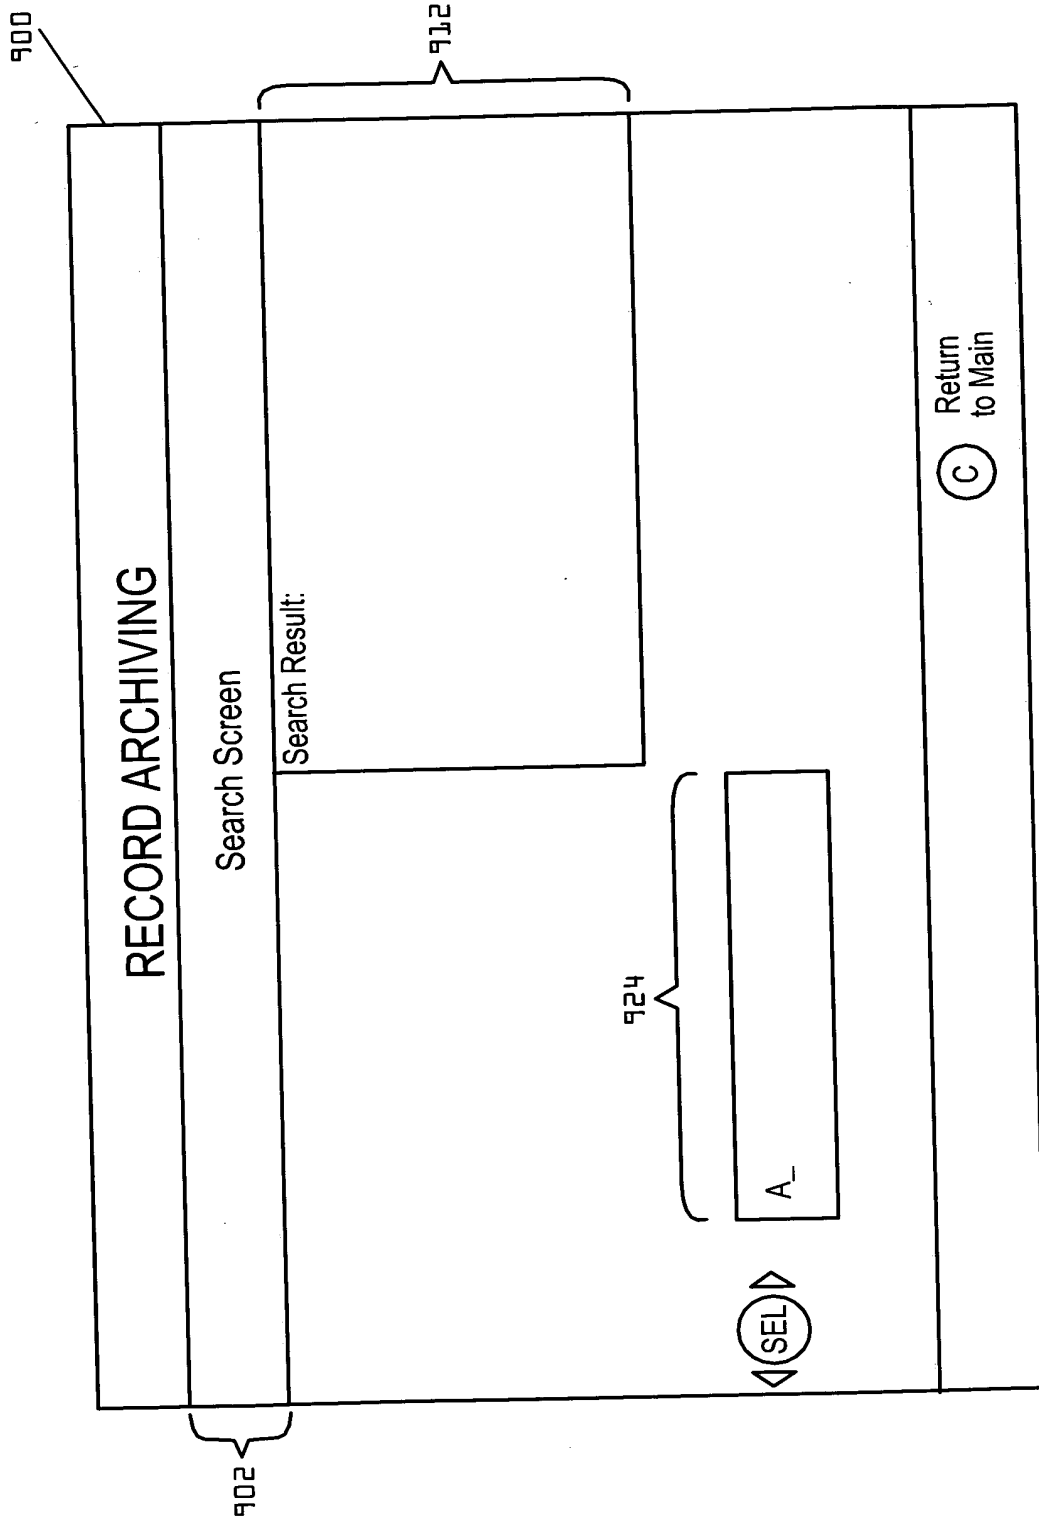 900
RECORD ARCHIVING
902
Search Screen
Search Result:
912
924
SEL
A_
C
Return
to Main